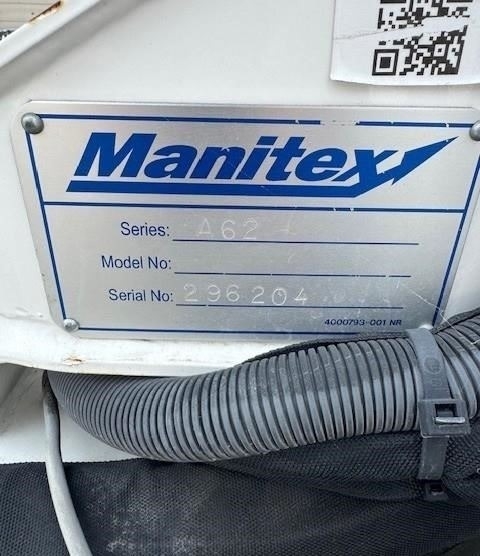 Manitex
Series: A62
Model No:
Serial No: 296204
4000793-001 NR